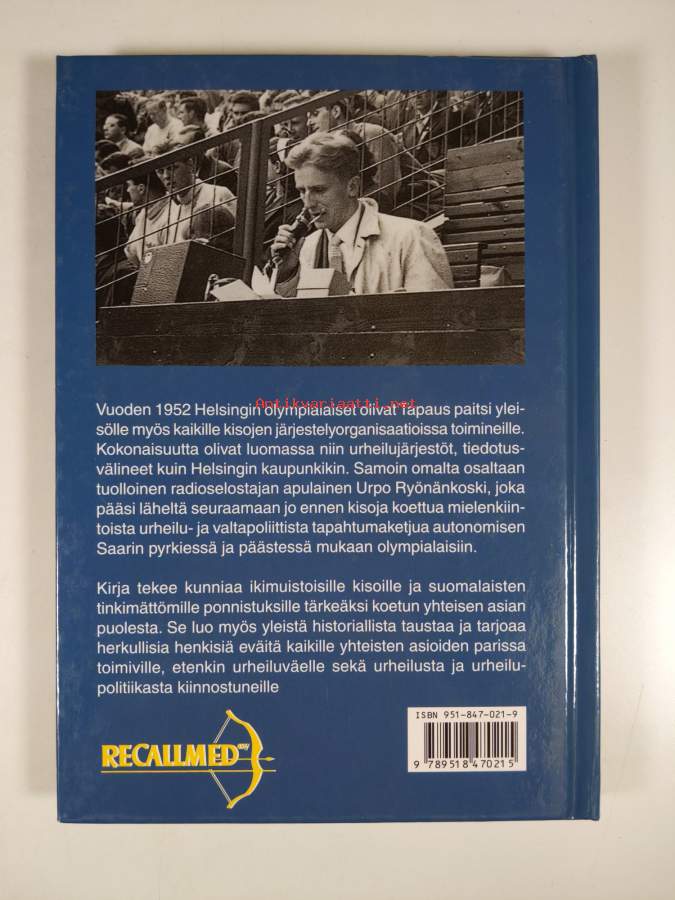 Antikvariaatti.net
Vuoden 1952 Helsingin olympialaiset olivat tapaus paitsi ylei-
sölle myös kaikille kisojen järjestelyorganisaatioissa toimineille.
Kokonaisuutta olivat luomassa niin urheilujärjestöt, tiedotus-
välineet kuin Helsingin kaupunkikin. Samoin omalta osaltaan
tuolloinen radioselostajan apulainen Urpo Ryönänkoski, joka
pääsi läheltä seuraamaan jo ennen kisoja koettua mielenkiin-
toista urheilu- ja valtapoliittista tapahtumaketjua autonomisen
Saarin pyrkiessä ja päästessä mukaan olympialaisiin.
Kirja tekee kunniaa ikimuistoisille kisoille ja suomalaisten
tinkimättömille ponnistuksille tärkeäksi koetun yhteisen asian
puolesta. Se luo myös yleistä historiallista taustaa ja tarjoaa
herkullisia henkisiä eväitä kaikille yhteisten asioiden parissa
toimiville, etenkin urheiluväelle sekä urheilusta ja urheilu-
politiikasta kiinnostuneille
RECALLMED oy
ISBN 951-847-021-9
9 789518 470215